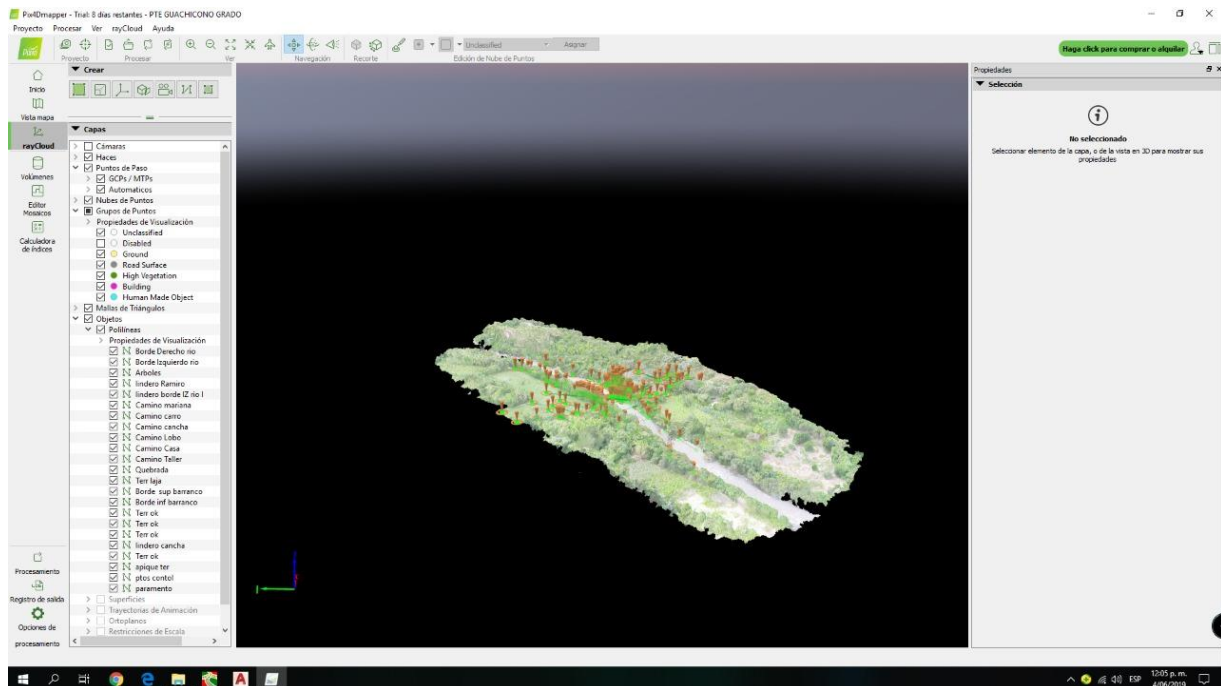 Pix4Dmapper - Trial: 8 días restantes - PTE GUACHICONO GRADO
Proyecto Procesar Ver rayCloud Ayuda
Unclassified Asignar
Haga click para comprar o alquilar
Proyecto Procesar Ver Navegación Recorte Edición de Nube de Puntos
Inicio
Vista mapa
rayCloud
Volúmenes
Editor
Mosaicos
Calculadora
de índices
Procesamiento
Registro de salida
Opciones de
procesamiento
Crear
Capas
Cámaras
Haces
Puntos de Paso
GCPs / MTPs
Automaticos
Nubes de Puntos
Grupos de Puntos
Propiedades de Visualización
Unclassified
Disabled
Ground
Road Surface
High Vegetation
Building
Human Made Object
Mallas de Triángulos
Objetos
Polilíneas
Propiedades de Visualización
Borde Derecho rio
Borde Izquierdo rio
Arboles
lindero Ramiro
lindero borde IZ rio I
Camino mariana
Camino carro
Camino cancha
Camino Lobo
Camino Casa
Camino Taller
Quebrada
Terr laja
Borde sup barranco
Borde inf barranco
Terr ok
Terr ok
Terr ok
lindero cancha
Terr ok
apique ter
ptos contol
paramento
Superficies
Trayectorias de Animación
Ortoplanos
Restricciones de Escala
Propiedades
Selección
No seleccionado
Seleccionar elemento de la capa, o de la vista en 3D para mostrar sus
propiedades
ESP
12:05 p. m.
4/06/2019